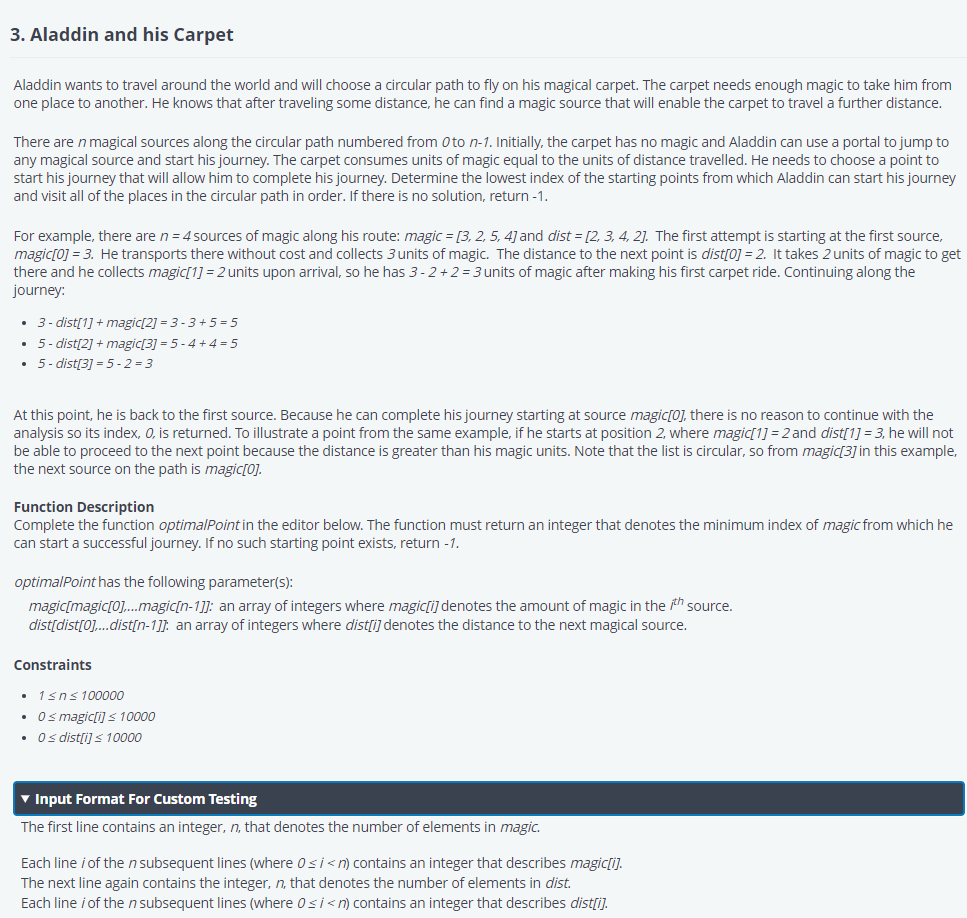 3. Aladdin and his Carpet
Aladdin wants to travel around the world and will choose a circular path to fly on his magical carpet. The carpet needs enough magic to take him from
one place to another. He knows that after traveling some distance, he can find a magic source that will enable the carpet to travel a further distance.
There are n magical sources along the circular path numbered from 0 to n-1. Initially, the carpet has no magic and Aladdin can use a portal to jump to
any magical source and start his journey. The carpet consumes units of magic equal to the units of distance travelled. He needs to choose a point to
start his journey that will allow him to complete his journey. Determine the lowest index of the starting points from which Aladdin can start his journey
and visit all of the places in the circular path in order. If there is no solution, return -1.
For example, there are n = 4 sources of magic along his route: magic = [3, 2, 5, 4] and dist = [2, 3, 4, 2]. The first attempt is starting at the first source,
magic[0] = 3. He transports there without cost and collects 3 units of magic. The distance to the next point is dist[0] = 2. It takes 2 units of magic to get
there and he collects magic[1] = 2 units upon arrival, so he has 3 - 2 + 2 = 3 units of magic after making his first carpet ride. Continuing along the
journey:
• 3 - dist[1] + magic[2] = 3 - 3 + 5 = 5
• 5 - dist[2] + magic[3] = 5 - 4 + 4 = 5
• 5 - dist[3] = 5 - 2 = 3
At this point, he is back to the first source. Because he can complete his journey starting at source magic[0], there is no reason to continue with the
analysis so its index, 0, is returned. To illustrate a point from the same example, if he starts at position 2, where magic[1] = 2 and dist[1] = 3, he will not
be able to proceed to the next point because the distance is greater than his magic units. Note that the list is circular, so from magic[3] in this example,
the next source on the path is magic[0].
Function Description
Complete the function optimalPoint in the editor below. The function must return an integer that denotes the minimum index of magic from which he
can start a successful journey. If no such starting point exists, return -1.
optimalPoint has the following parameter(s):
magic[magic[0],...magic[n-1]]: an array of integers where magic[i] denotes the amount of magic in the ith source.
dist[dist[0],...dist[n-1]]: an array of integers where dist[i] denotes the distance to the next magical source.
Constraints
• 1 ≤ n ≤ 100000
• 0 ≤ magic[i] ≤ 10000
• 0 ≤ dist[i] ≤ 10000
▼ Input Format For Custom Testing
The first line contains an integer, n, that denotes the number of elements in magic.
Each line i of the n subsequent lines (where 0 ≤ i < n) contains an integer that describes magic[i].
The next line again contains the integer, n, that denotes the number of elements in dist.
Each line i of the n subsequent lines (where 0 ≤ i < n) contains an integer that describes dist[i].